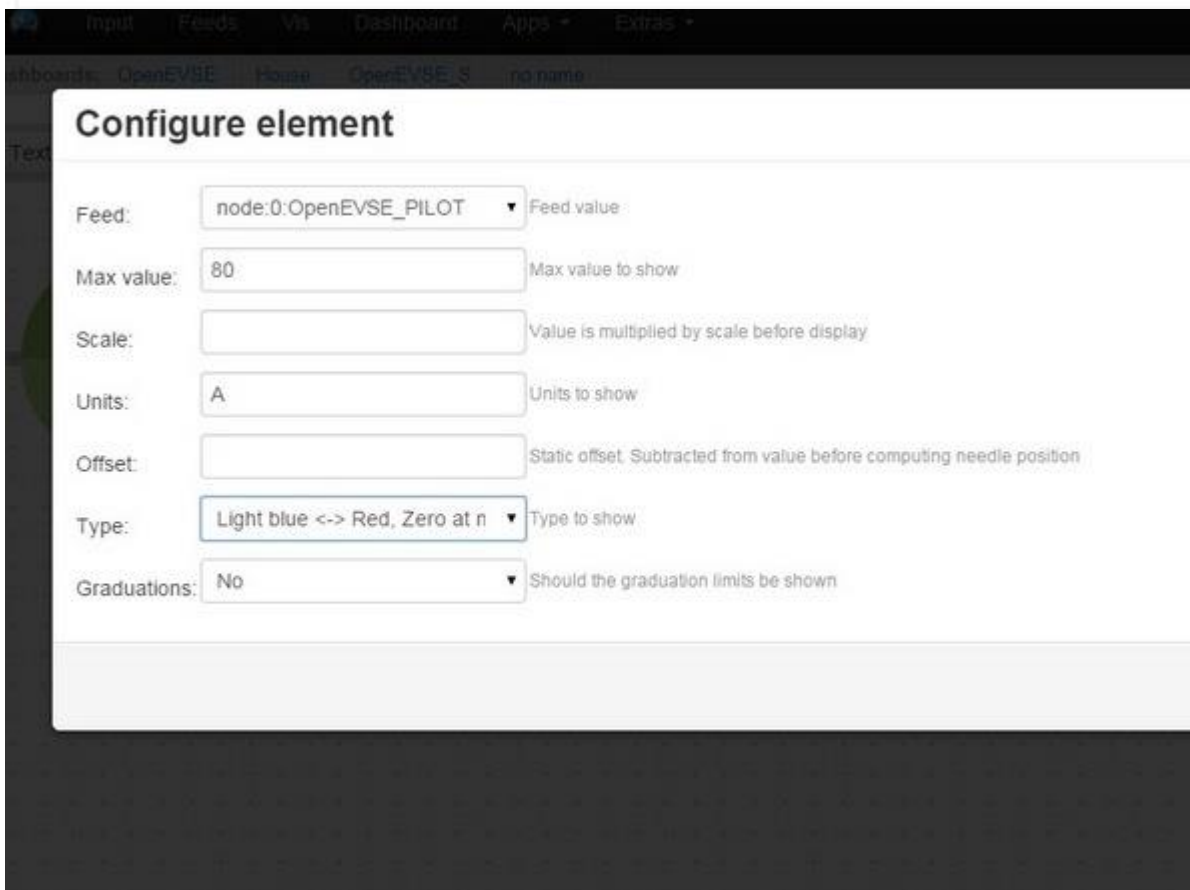 Input Feeds Vis Dashboard Apps Extras
shboards: OpenEVSE House OpenEVSE_S no name
Text
Configure element
Feed: node:0:OpenEVSE_PILOT Feed value
Max value: 80 Max value to show
Scale: Value is multiplied by scale before display
Units: A Units to show
Offset: Static offset. Subtracted from value before computing needle position
Type: Light blue <-> Red, Zero at n Type to show
Graduations: No Should the graduation limits be shown